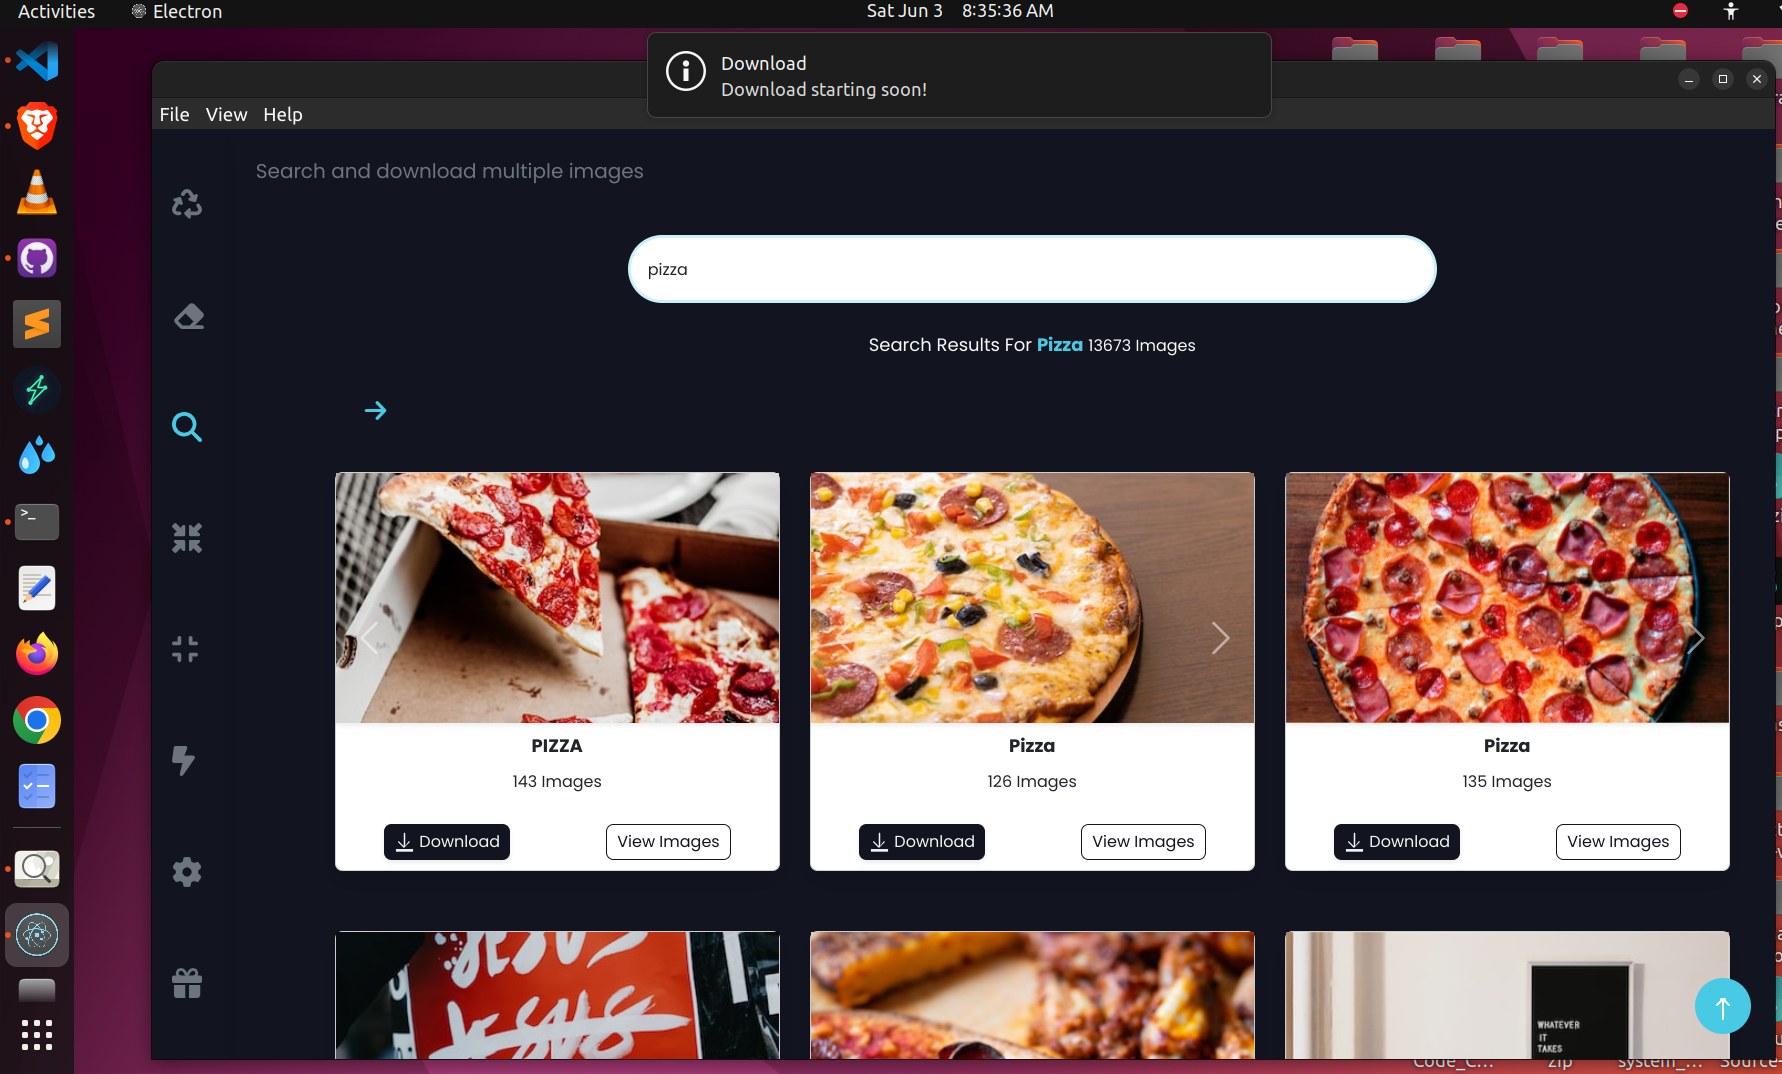 Activities Electron Sat Jun 3 8:35:36 AM
Download
Download starting soon!
File View Help
Search and download multiple images
pizza
Search Results For Pizza 13673 Images
PIZZA
143 Images
Download View Images
Pizza
126 Images
Download View Images
Pizza
135 Images
Download View Images
Jesus
Jesus
WHATEVER
IT
TAKES
Code_C... zip system_... Source-